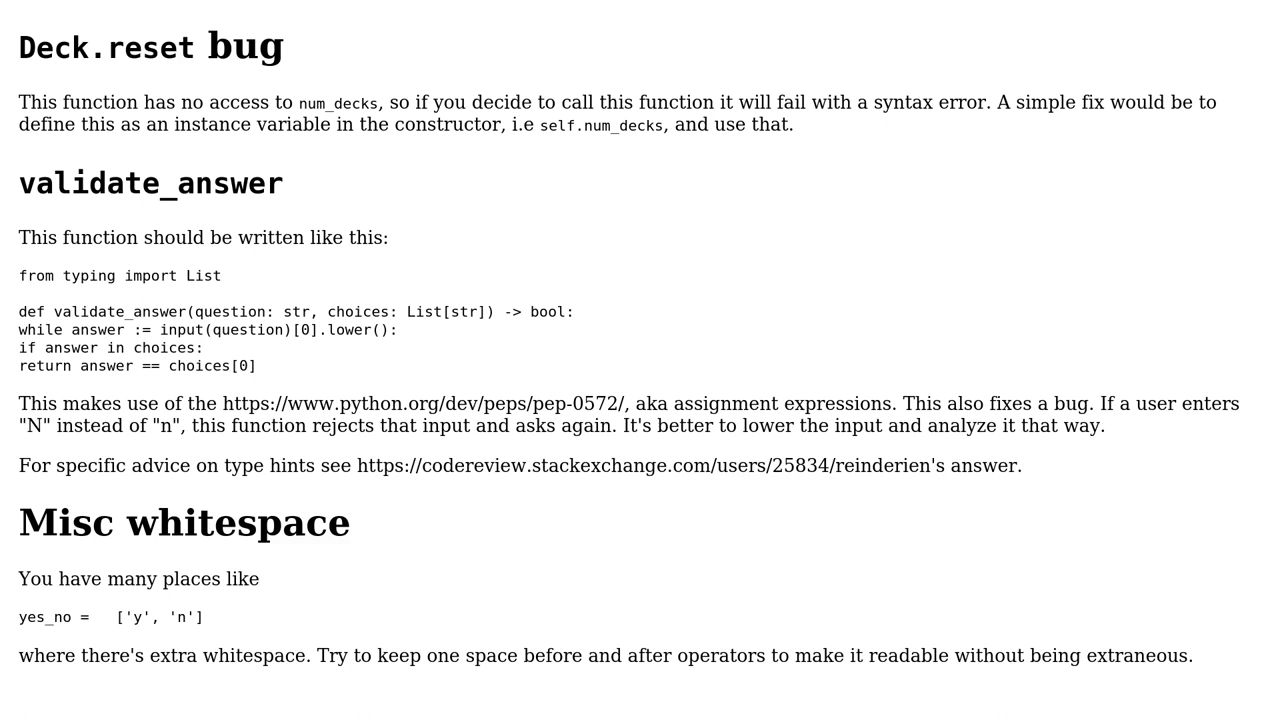 Deck.reset bug
This function has no access to num_decks, so if you decide to call this function it will fail with a syntax error. A simple fix would be to
define this as an instance variable in the constructor, i.e self.num_decks, and use that.
validate_answer
This function should be written like this:
from typing import List
def validate_answer(question: str, choices: List[str]) -> bool:
while answer := input(question)[0].lower():
if answer in choices:
return answer == choices[0]
This makes use of the https://www.python.org/dev/peps/pep-0572/, aka assignment expressions. This also fixes a bug. If a user enters
"N" instead of "n", this function rejects that input and asks again. It's better to lower the input and analyze it that way.
For specific advice on type hints see https://codereview.stackexchange.com/users/25834/reinderien's answer.
Misc whitespace
You have many places like
yes_no =   ['y', 'n']
where there's extra whitespace. Try to keep one space before and after operators to make it readable without being extraneous.